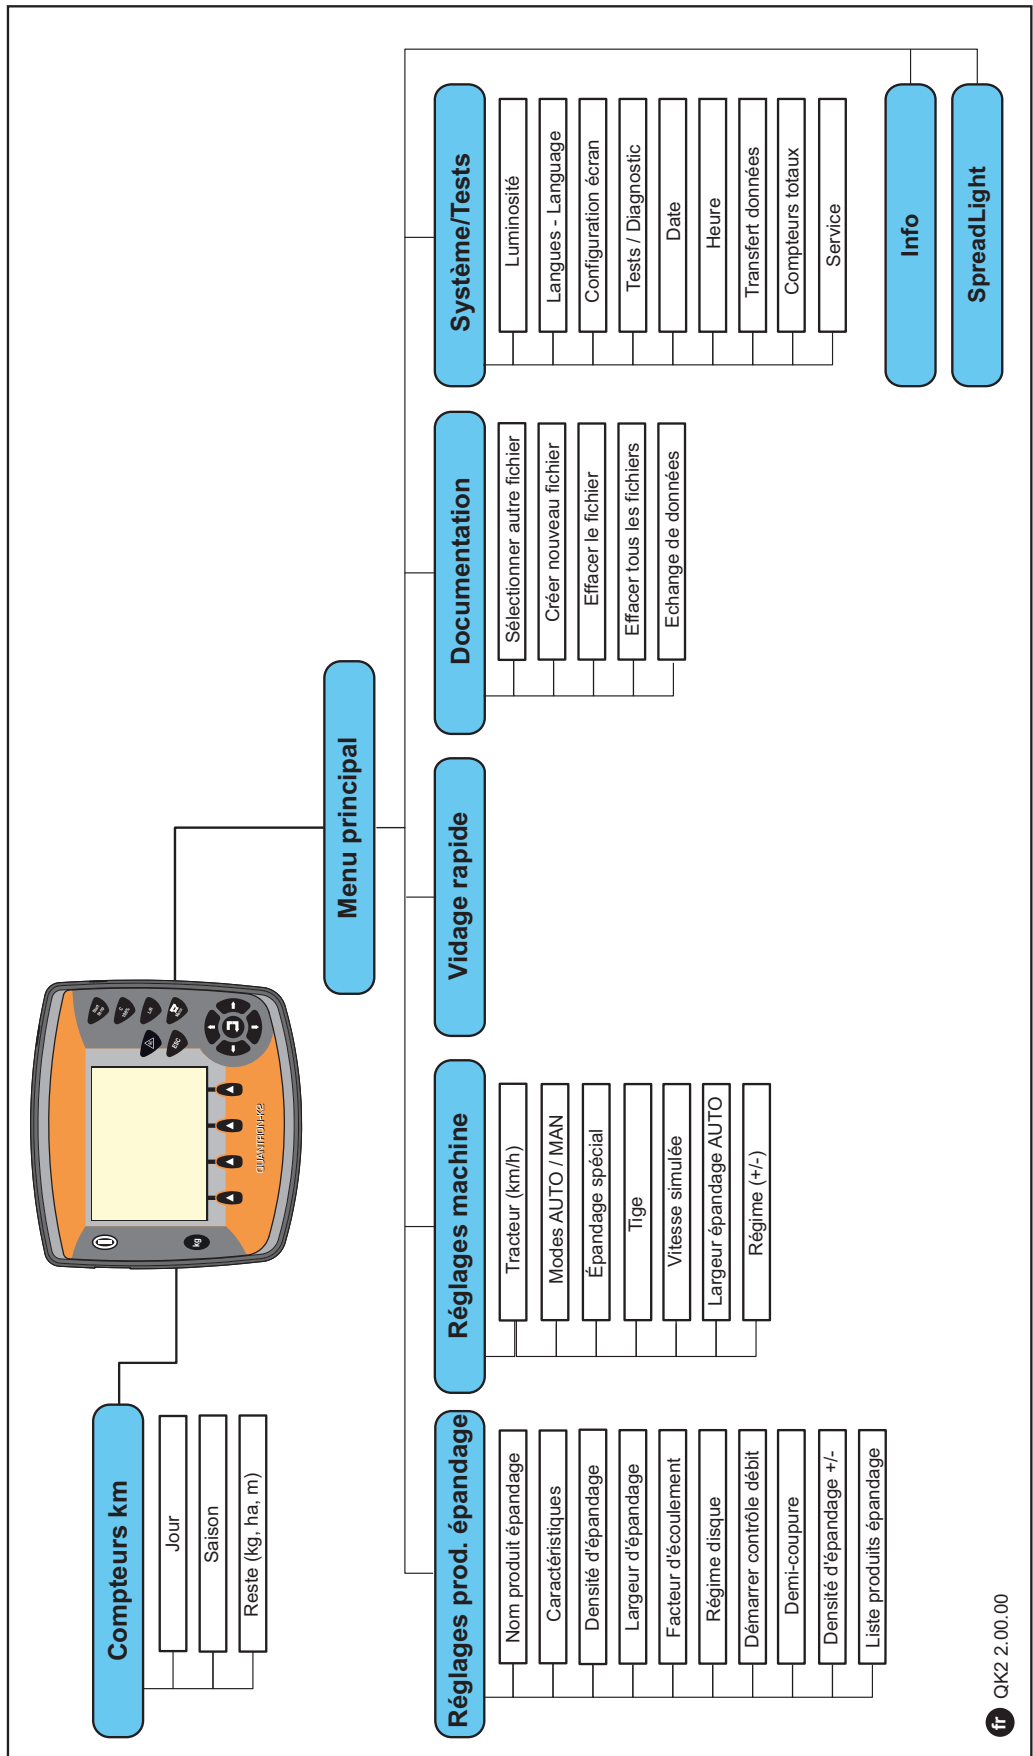 QUANTRON-K2
kg
ESC
L/R
Compteurs km
Jour
Saison
Reste (kg, ha, m)
Menu principal
Réglages prod. épandage
Nom produit épandage
Caractéristiques
Densité d'épandage
Largeur d'épandage
Facteur d'écoulement
Régime disque
Démarrer contrôle débit
Demi-coupure
Densité d'épandage +/-
Liste produits épandage
Réglages machine
Tracteur (km/h)
Modes AUTO / MAN
Épandage spécial
Tige
Vitesse simulée
Largeur épandage AUTO
Régime (+/-)
Vidage rapide
Documentation
Sélectionner autre fichier
Créer nouveau fichier
Effacer le fichier
Effacer tous les fichiers
Echange de données
Système/Tests
Luminosité
Langues - Language
Configuration écran
Tests / Diagnostic
Date
Heure
Transfert données
Compteurs totaux
Service
Info
SpreadLight
fr QK2 2.00.00